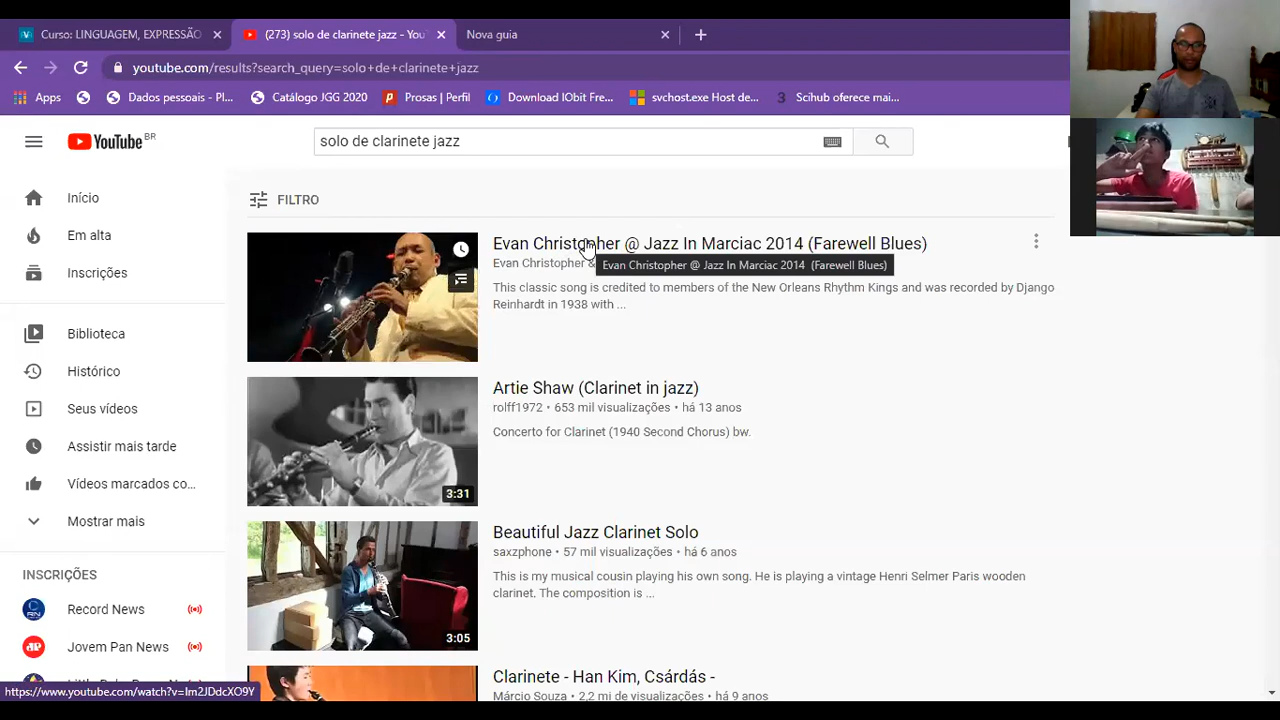 Curso: LINGUAGEM, EXPRESSÃO
(273) solo de clarinete jazz - You
Nova guia
youtube.com/results?search_query=solo+de+clarinete+jazz
Apps
Dados pessoais - Pl...
Catálogo JGG 2020
Prosas | Perfil
Download IObit Fre...
svchost.exe Host de...
Scihub oferece mai...
YouTube BR
solo de clarinete jazz
Início
Em alta
Inscrições
Biblioteca
Histórico
Seus vídeos
Assistir mais tarde
Vídeos marcados co...
Mostrar mais
INSCRIÇÕES
Record News
Jovem Pan News
FILTRO
Evan Christopher @ Jazz In Marciac 2014 (Farewell Blues)
Evan Christopher &
Evan Christopher @ Jazz In Marciac 2014 (Farewell Blues)
This classic song is credited to members of the New Orleans Rhythm Kings and was recorded by Django
Reinhardt in 1938 with ...
Artie Shaw (Clarinet in jazz)
rolff1972 • 653 mil visualizações • há 13 anos
Concerto for Clarinet (1940 Second Chorus) bw.
3:31
Beautiful Jazz Clarinet Solo
saxzphone • 57 mil visualizações • há 6 anos
This is my musical cousin playing his own song. He is playing a vintage Henri Selmer Paris wooden
clarinet. The composition is ...
3:05
Clarinete - Han Kim, Csárdás -
Márcio Souza • 2,2 mi de visualizações • há 9 anos
https://www.youtube.com/watch?v=Im2JDdcXO9Y